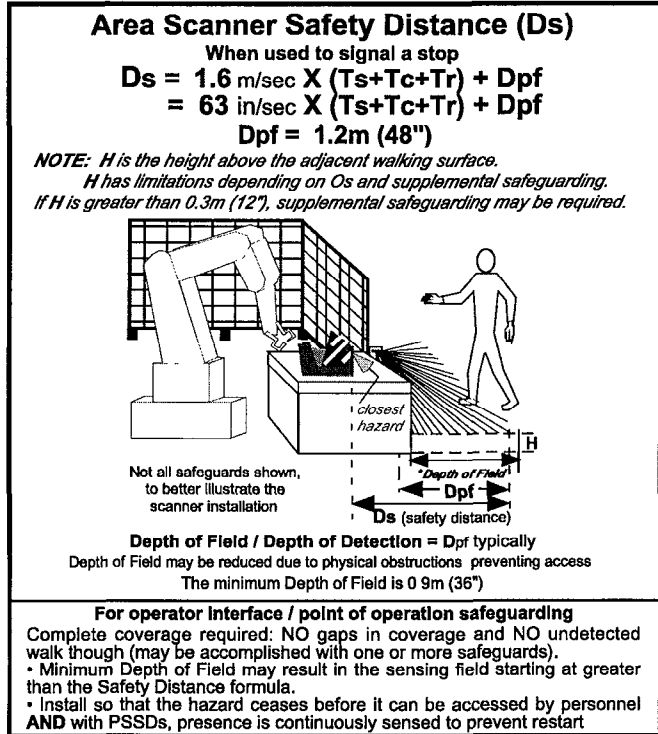 Area Scanner Safety Distance (Ds)
When used to signal a stop
Ds = 1.6 m/sec X (Ts+Tc+Tr) + Dpf
= 63 in/sec X (Ts+Tc+Tr) + Dpf
Dpf = 1.2m (48")
NOTE: H is the height above the adjacent walking surface.
H has limitations depending on Os and supplemental safeguarding.
If H is greater than 0.3m (12"), supplemental safeguarding may be required.
closest
hazard
H
"Depth of Field"
Dpf
Ds (safety distance)
Not all safeguards shown,
to better illustrate the
scanner installation
Depth of Field / Depth of Detection = Dpf typically
Depth of Field may be reduced due to physical obstructions preventing access
The minimum Depth of Field is 0 9m (36")
For operator interface / point of operation safeguarding
Complete coverage required: NO gaps in coverage and NO undetected
walk though (may be accomplished with one or more safeguards).
• Minimum Depth of Field may result in the sensing field starting at greater
than the Safety Distance formula.
• Install so that the hazard ceases before it can be accessed by personnel
AND with PSSDs, presence is continuously sensed to prevent restart